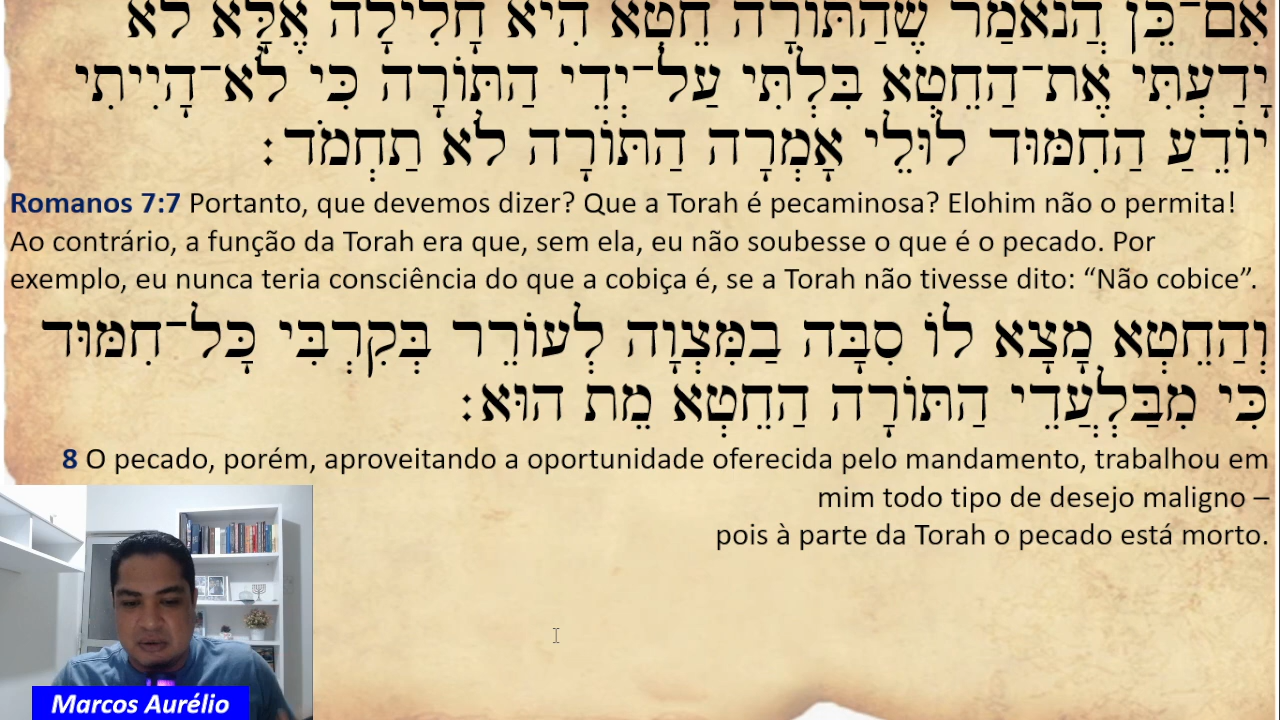 אִם־כֵּן הֲנֹאמַר שֶׁהַתּוֹרָה חֵטְא הִיא חָלִילָה אֶלָּא לֹא
יָדַעְתִּי אֶת־הַחֵטְא בִּלְתִּי עַל־יְדֵי הַתּוֹרָה כִּי לֹא־הָיִיתִי
יוֹדֵעַ הַחִמּוּד לוּלֵי אָמְרָה הַתּוֹרָה לֹא תַחְמֹד׃
Romanos 7:7 Portanto, que devemos dizer? Que a Torah é pecaminosa? Elohim não o permita!
Ao contrário, a função da Torah era que, sem ela, eu não soubesse o que é o pecado. Por
exemplo, eu nunca teria consciência do que a cobiça é, se a Torah não tivesse dito: “Não cobice”.
וְהַחֵטְא מָצָא לוֹ סִבָּה בַמִּצְוָה לְעוֹרֵר בְּקִרְבִּי כָּל־חִמּוּד
כִּי מִבַּלְעֲדֵי הַתּוֹרָה הַחֵטְא מֵת הוּא׃
8 O pecado, porém, aproveitando a oportunidade oferecida pelo mandamento, trabalhou em
mim todo tipo de desejo maligno –
pois à parte da Torah o pecado está morto.
Marcos Aurélio